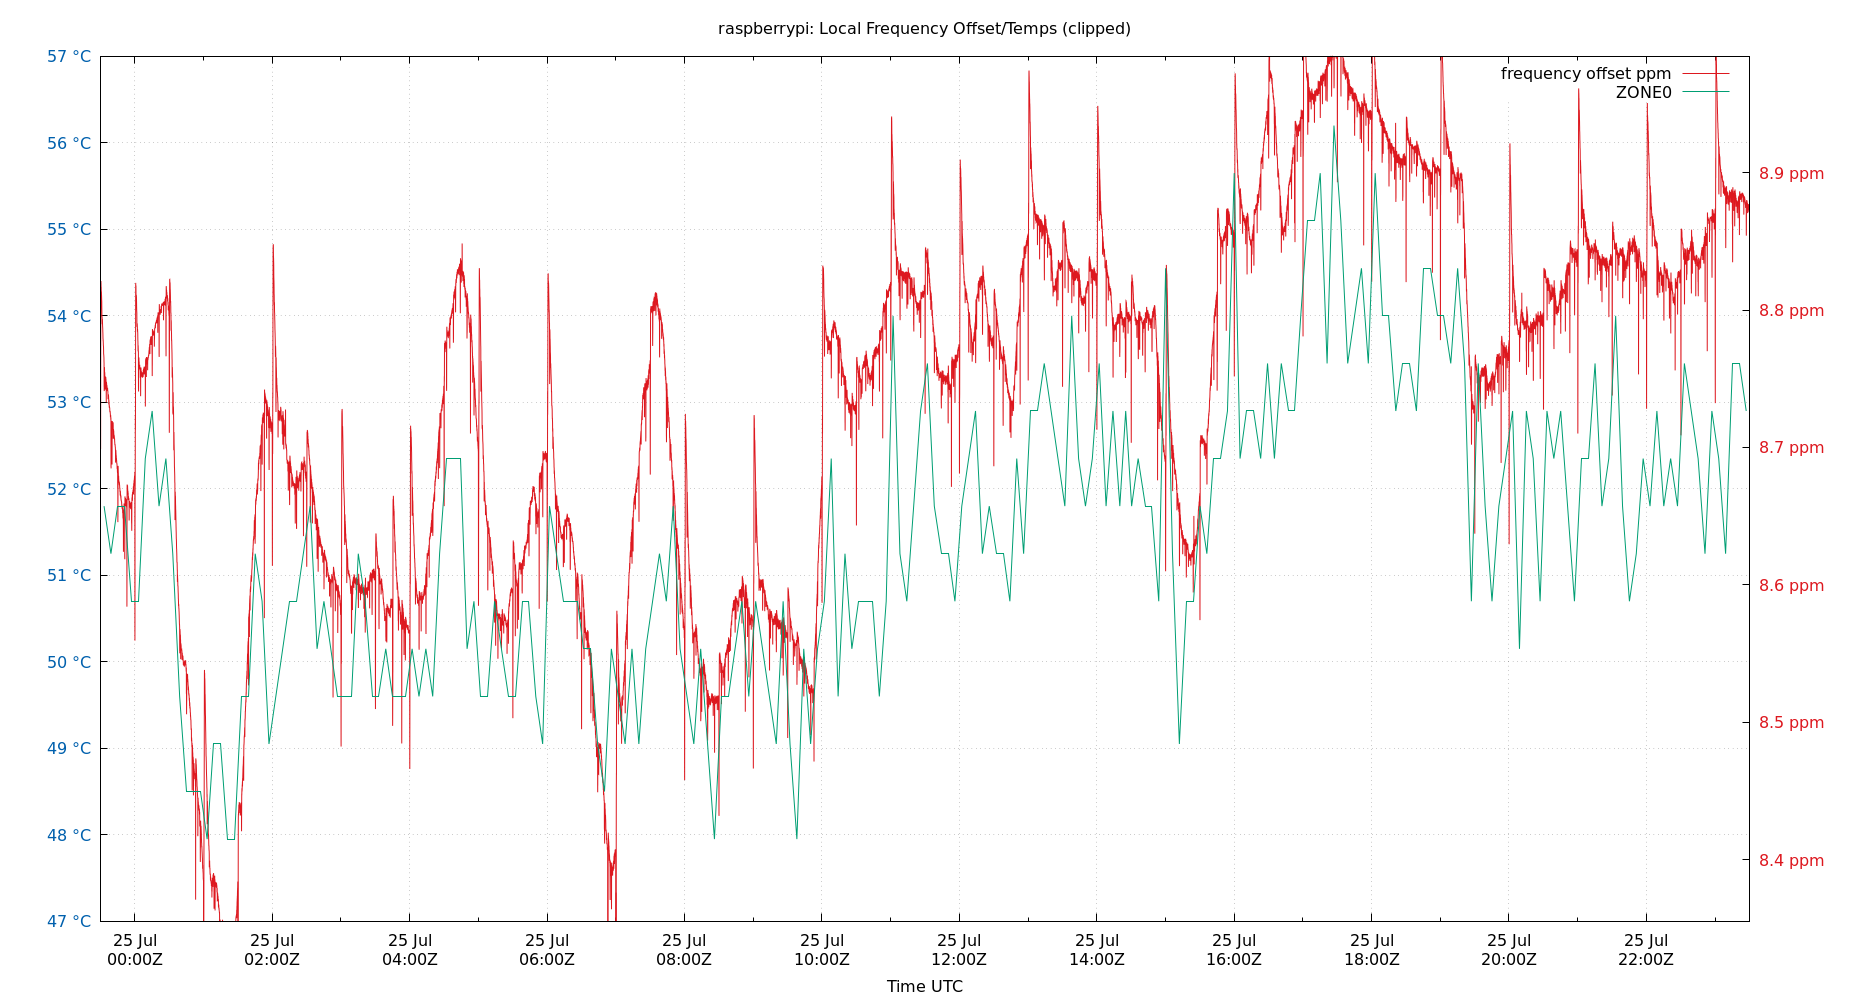 raspberrypi: Local Frequency Offset/Temps (clipped)
57 °C
56 °C
55 °C
54 °C
53 °C
52 °C
51 °C
50 °C
49 °C
48 °C
47 °C
frequency offset ppm
ZONE0
8.9 ppm
8.8 ppm
8.7 ppm
8.6 ppm
8.5 ppm
8.4 ppm
25 Jul
00:00Z
25 Jul
02:00Z
25 Jul
04:00Z
25 Jul
06:00Z
25 Jul
08:00Z
25 Jul
10:00Z
25 Jul
12:00Z
25 Jul
14:00Z
25 Jul
16:00Z
25 Jul
18:00Z
25 Jul
20:00Z
25 Jul
22:00Z
Time UTC